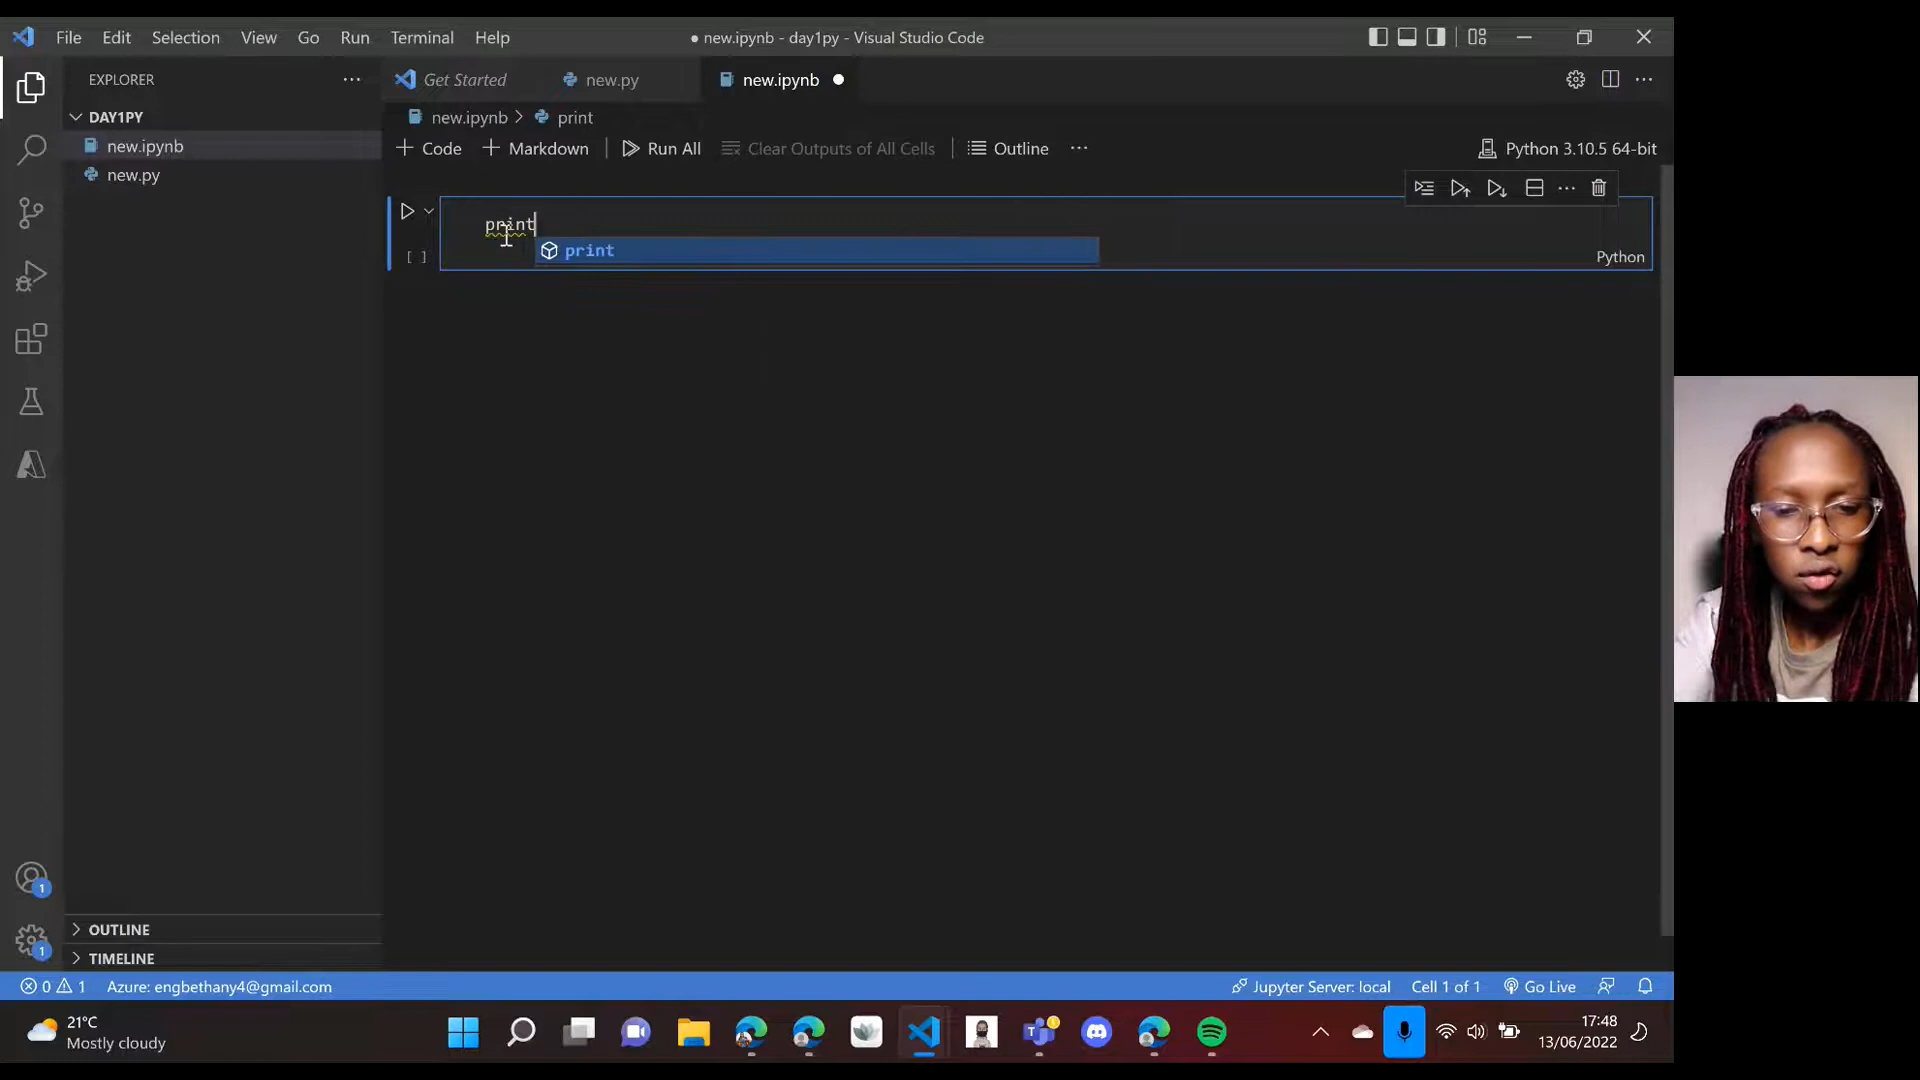 File Edit Selection View Go Run Terminal Help
● new.ipynb - day1py - Visual Studio Code
EXPLORER
Get Started
new.py
new.ipynb
DAY1PY
new.ipynb > print
new.ipynb
Code
Markdown
Run All
Clear Outputs of All Cells
Outline
Python 3.10.5 64-bit
new.py
print
print
[ ]
Python
OUTLINE
TIMELINE
1
1
0 1 Azure: engbethany4@gmail.com
Jupyter Server: local
Cell 1 of 1
Go Live
21°C
Mostly cloudy
17:48
13/06/2022